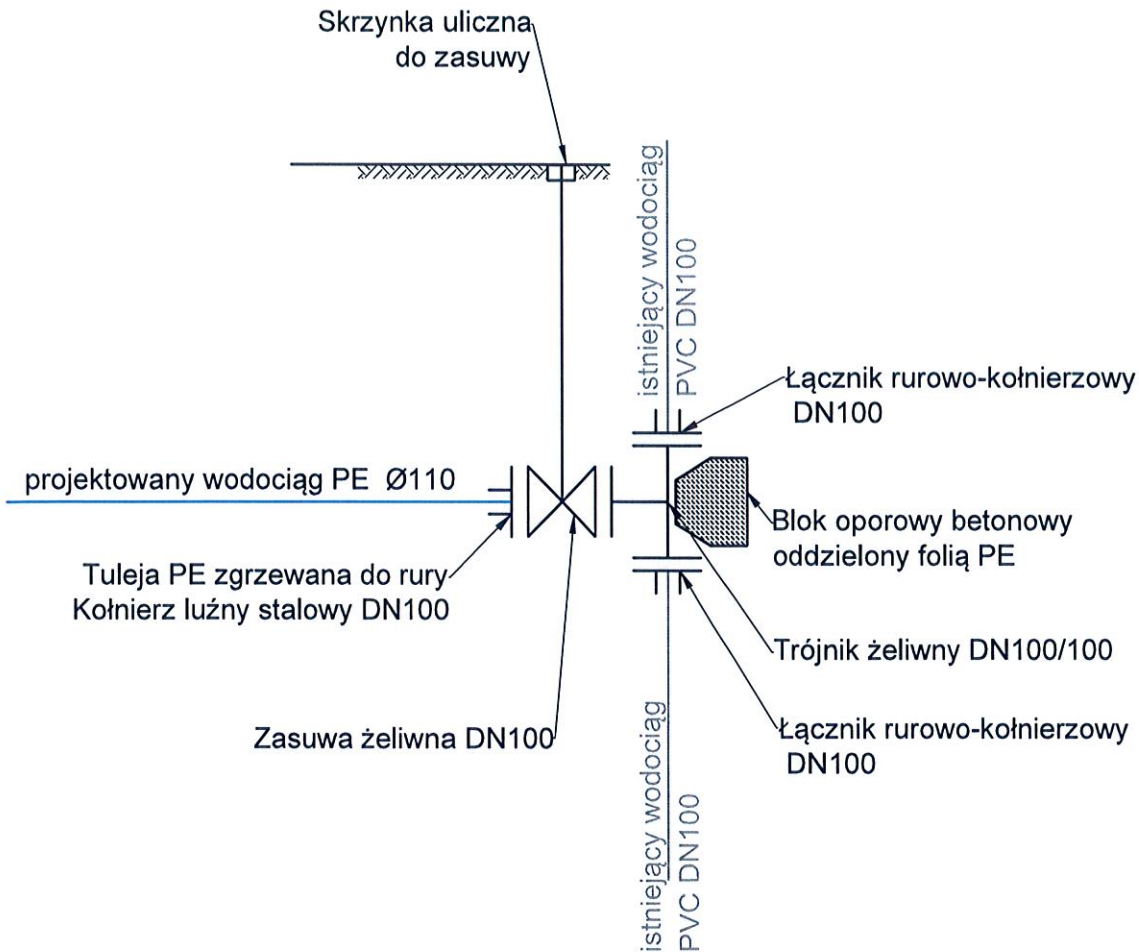 Skrzynka uliczna
do zasuwy
istniejący wodociąg
PVC DN100
Łącznik rurowo-kołnierzowy
DN100
projektowany wodociąg PE Ø110
Blok oporowy betonowy
oddzielony folią PE
Tuleja PE zgrzewana do rury
Kołnierz luźny stalowy DN100
Trójnik żeliwny DN100/100
Zasuwa żeliwna DN100
Łącznik rurowo-kołnierzowy
DN100
istniejący wodociąg
PVC DN100